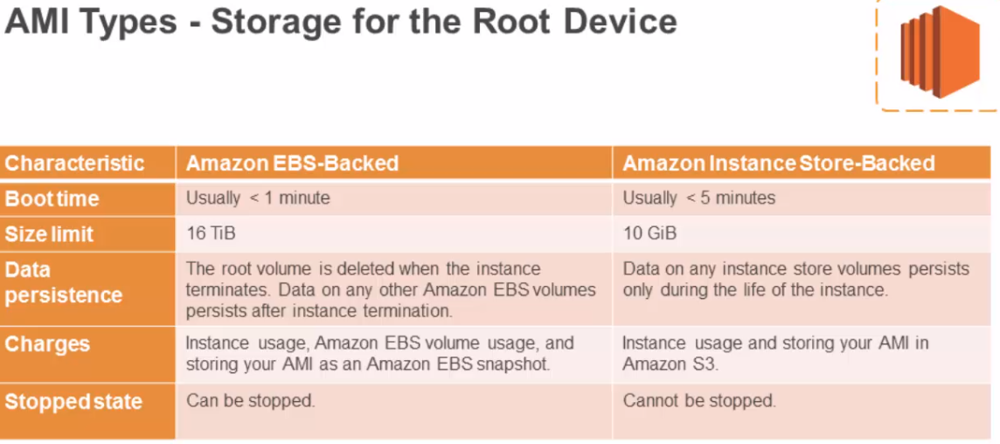 AMI Types - Storage for the Root Device
Characteristic Amazon EBS-Backed Amazon Instance Store-Backed
Boot time Usually < 1 minute Usually < 5 minutes
Size limit 16 TiB 10 GiB
Data persistence
The root volume is deleted when the instance
terminates. Data on any other Amazon EBS volumes
persists after instance termination.
Data on any instance store volumes persists
only during the life of the instance.
Charges
Instance usage, Amazon EBS volume usage, and
storing your AMI as an Amazon EBS snapshot.
Instance usage and storing your AMI in
Amazon S3.
Stopped state Can be stopped. Cannot be stopped.